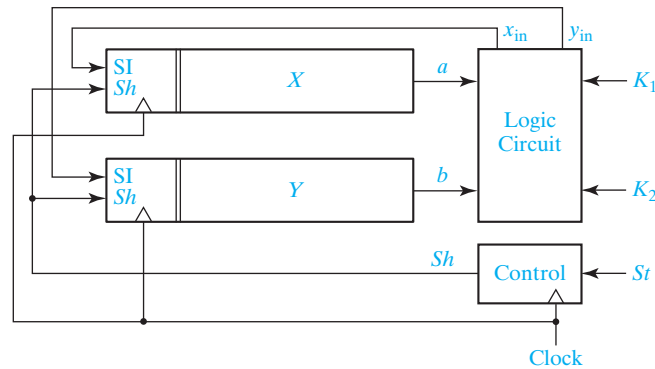 x_in y_in
SI
Sh
X
a
K_1
Logic
Circuit
SI
Sh
Y
b
K_2
Sh
Control
St
Clock